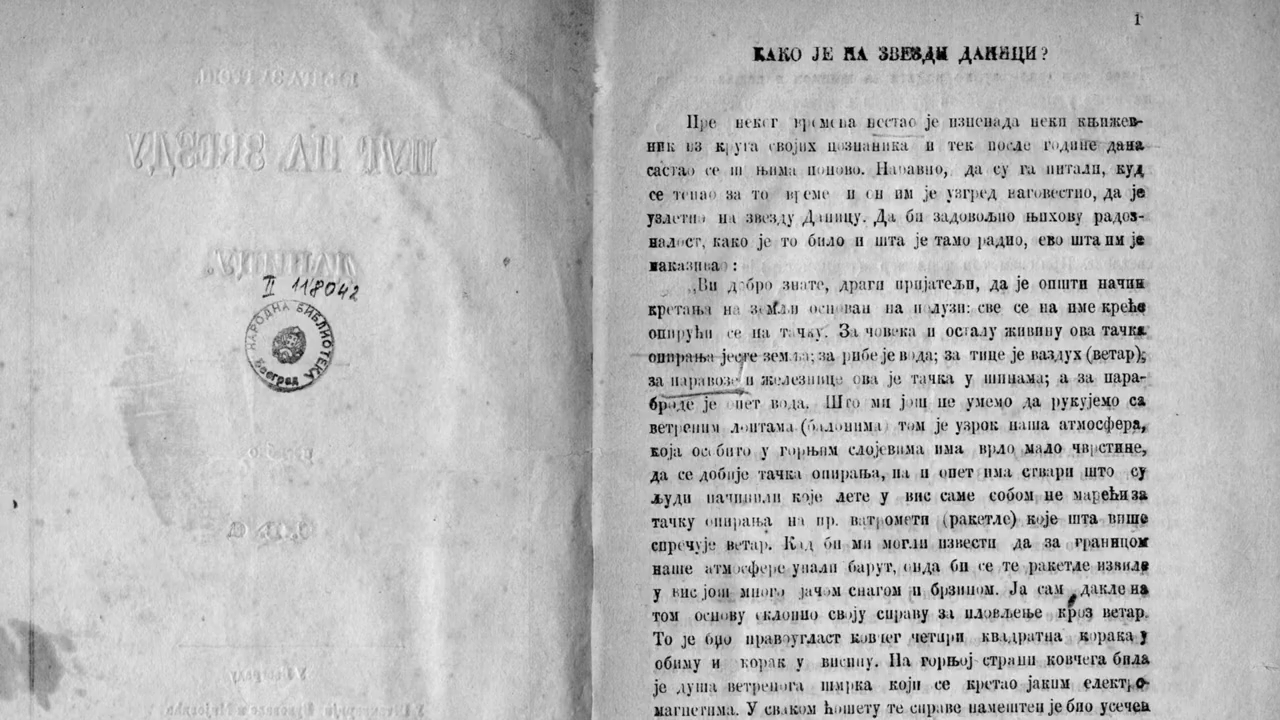 II 118042
НАРОДНА БИБЛИОТЕКА
Београд
1
КАКО ЈЕ НА ЗВЕЗДИ ДАНИЦИ?
Пре неког времена нестао је изненада неки књижев-
ник из круга својих познаника и тек после године дана
састао се ш њима поново. Наравно, да су га питали, куд
се тепао за то време и он им је узгред наговестио, да је
узлетио на звезду Даницу. Да би задовољио њихову радоз-
налост, како је то било и шта је тамо радио, ево шта им је
наказивао :
„Ви добро знате, драги пријатељи, да је општи начин
кретања на земљи основан на полузи: све се на име креће
опирући се на тачку. За човека и осталу живину ова тачка
опирања јесте земља; за рибе је вода; за тице је ваздух (ветар);
за паравозе и железнице ова је тачка у шинама; а за пара-
броде је опет вода. Што ми још не умемо да рукујемо са
ветреним лоптама (балонима) том је узрок наша атмосфера,
која особито у горњим слојевима има врло мало чврстине,
да се добије тачка опирања, па и опет има ствари што су
људи начинили које лете у вис саме собом не марећи за
тачку опирања на пр. ватромети (ракетле) које шта више
спречује ветар. Кад би ми могли извести да за границом
наше атмосфере упали барут, онда би се те ракетле извиле
у вис још много јачом снагом и брзином. Ја сам дакле на
том основу склопио своју справу за пловљење кроз ветар.
То је био правоугласт ковчег четири квадратна корака у
обиму и корак у висину. На горњој страни ковчега била
је душа ветренога шмрка који се кретао јаким електро-
магнетима. У сваком ћошету те справе намештен је био усечен